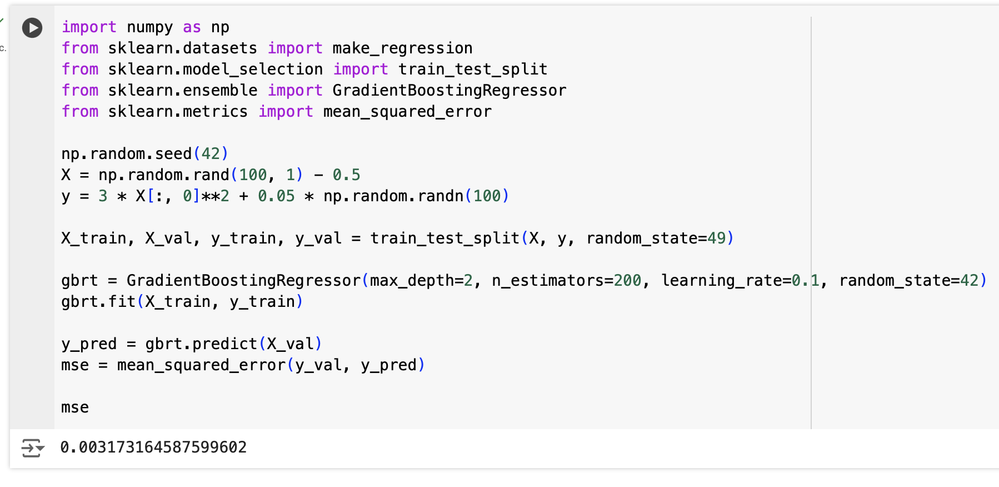 import numpy as np
from sklearn.datasets import make_regression
from sklearn.model_selection import train_test_split
from sklearn.ensemble import GradientBoostingRegressor
from sklearn.metrics import mean_squared_error
np.random.seed(42)
X = np.random.rand(100, 1) - 0.5
y = 3 * X[:, 0]**2 + 0.05 * np.random.randn(100)
X_train, X_val, y_train, y_val = train_test_split(X, y, random_state=49)
gbrt = GradientBoostingRegressor(max_depth=2, n_estimators=200, learning_rate=0.1, random_state=42)
gbrt.fit(X_train, y_train)
y_pred = gbrt.predict(X_val)
mse = mean_squared_error(y_val, y_pred)
mse
0.003173164587599602